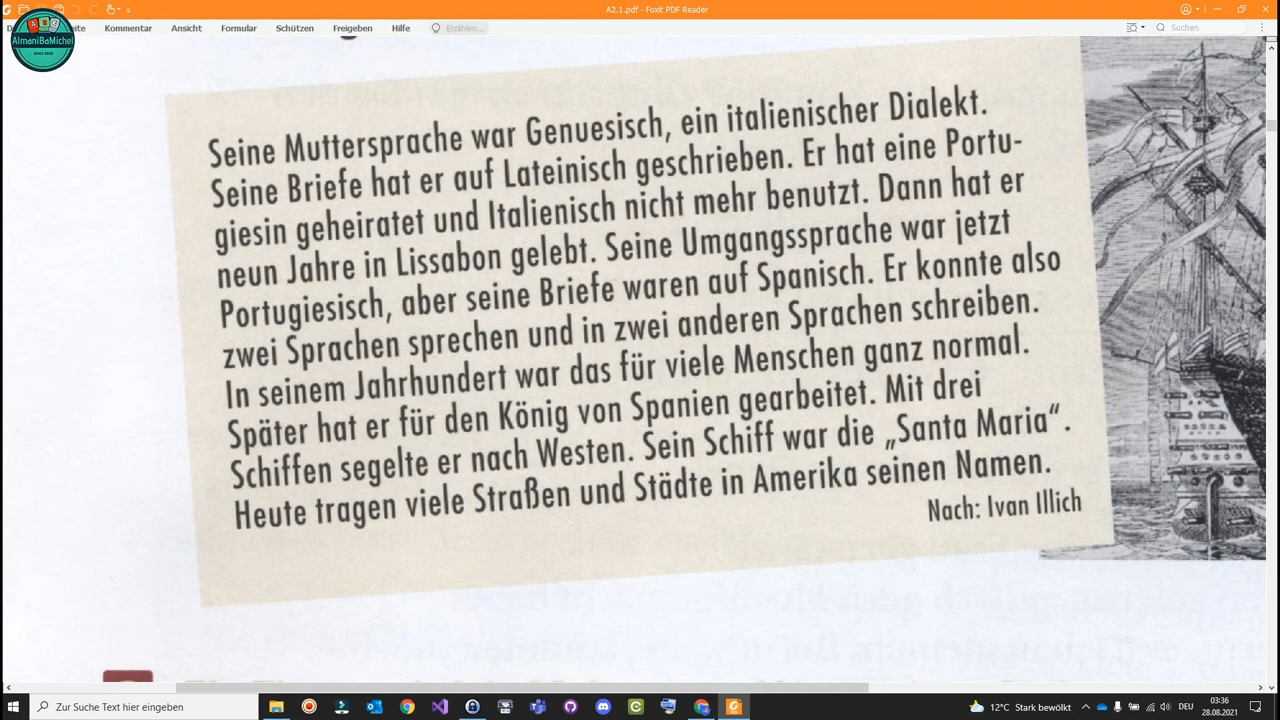 A2.1.pdf - Foxit PDF Reader
Kommentar Ansicht Formular Schützen Freigeben Hilfe Erzählen... Suchen
AlmaniBaMichel
SINCE 2020
Seine Muttersprache war Genuesisch, ein italienischer Dialekt.
Seine Briefe hat er auf Lateinisch geschrieben. Er hat eine Portu-
giesin geheiratet und Italienisch nicht mehr benutzt. Dann hat er
neun Jahre in Lissabon gelebt. Seine Umgangssprache war jetzt
Portugiesisch, aber seine Briefe waren auf Spanisch. Er konnte also
zwei Sprachen sprechen und in zwei anderen Sprachen schreiben.
In seinem Jahrhundert war das für viele Menschen ganz normal.
Später hat er für den König von Spanien gearbeitet. Mit drei
Schiffen segelte er nach Westen. Sein Schiff war die „Santa Maria“.
Heute tragen viele Straßen und Städte in Amerika seinen Namen.
Nach: Ivan Illich
Zur Suche Text hier eingeben
12°C Stark bewölkt
DEU
03:36
28.08.2021